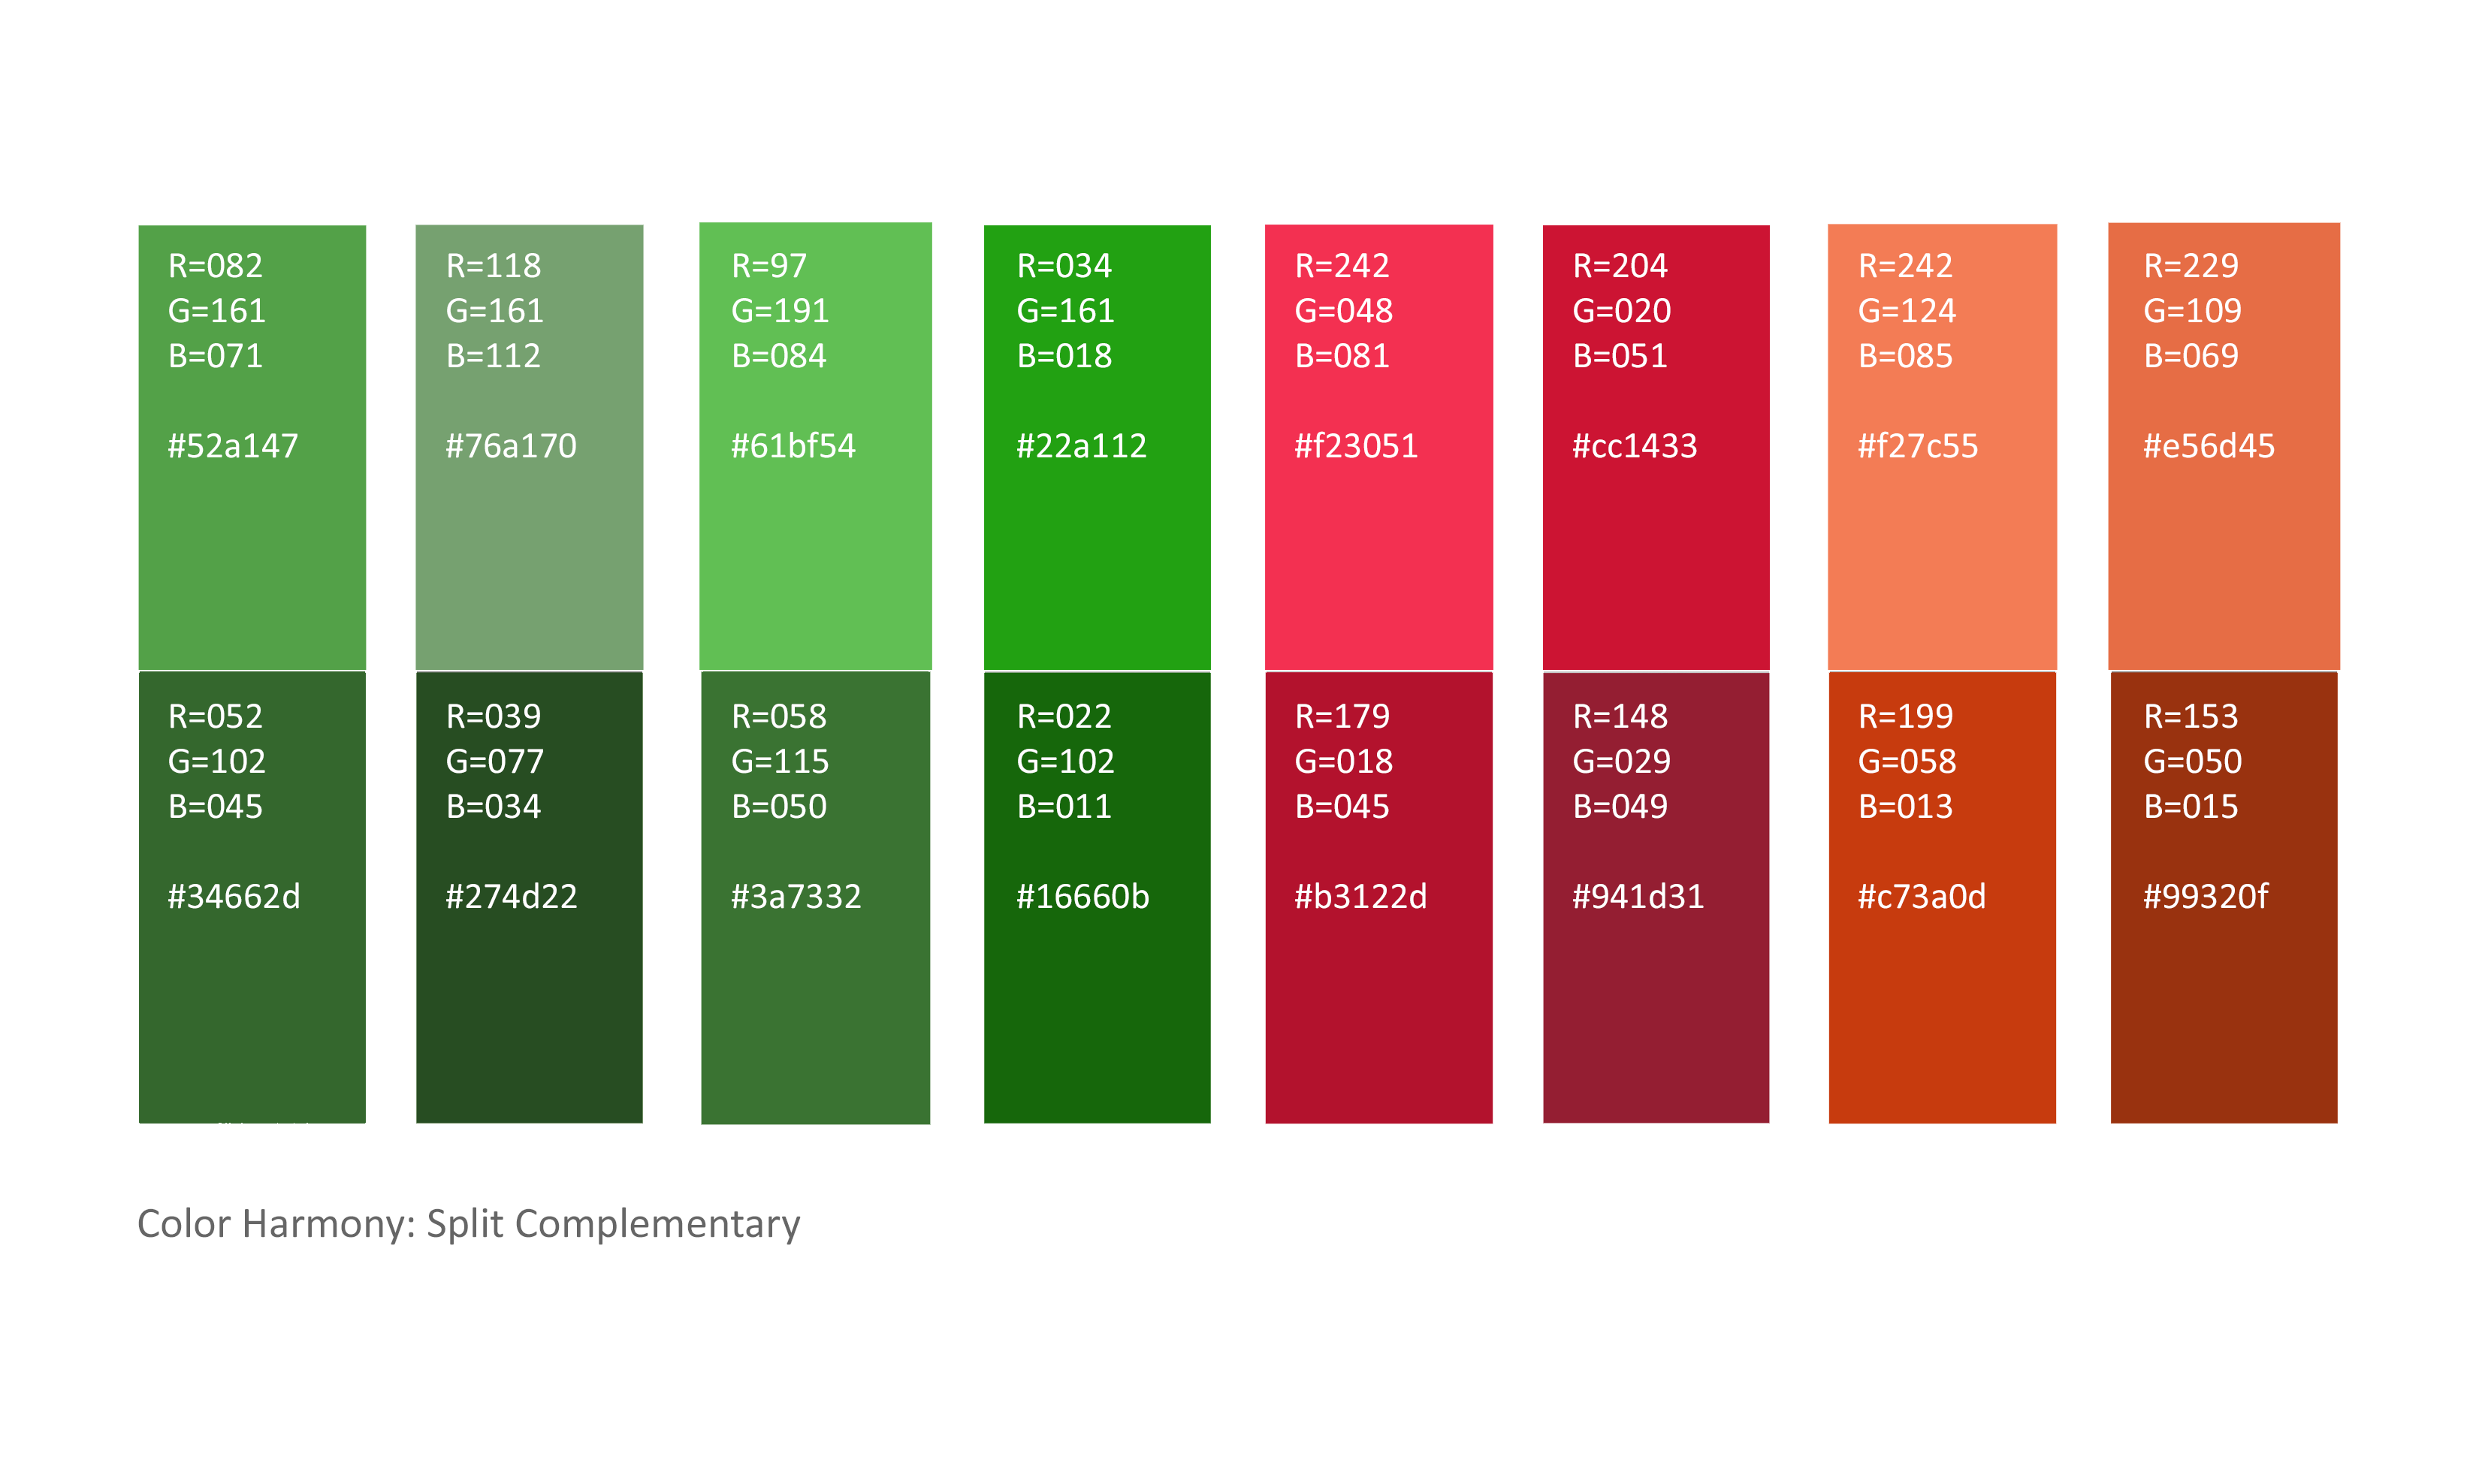 R=082
G=161
B=071
#52a147
R=118
G=161
B=112
#76a170
R=97
G=191
B=084
#61bf54
R=034
G=161
B=018
#22a112
R=242
G=048
B=081
#f23051
R=204
G=020
B=051
#cc1433
R=242
G=124
B=085
#f27c55
R=229
G=109
B=069
#e56d45
R=052
G=102
B=045
#34662d
R=039
G=077
B=034
#274d22
R=058
G=115
B=050
#3a7332
R=022
G=102
B=011
#16660b
R=179
G=018
B=045
#b3122d
R=148
G=029
B=049
#941d31
R=199
G=058
B=013
#c73a0d
R=153
G=050
B=015
#99320f
Color Harmony: Split Complementary